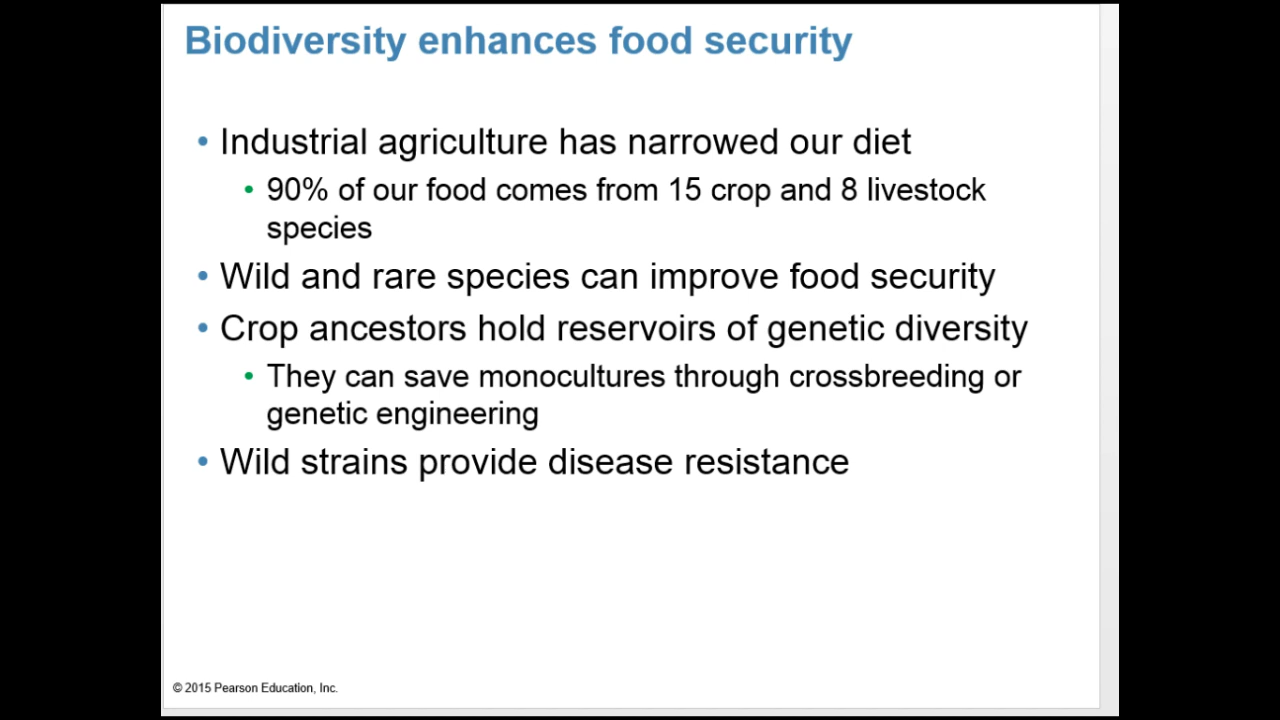 Biodiversity enhances food security
• Industrial agriculture has narrowed our diet
• 90% of our food comes from 15 crop and 8 livestock
species
• Wild and rare species can improve food security
• Crop ancestors hold reservoirs of genetic diversity
• They can save monocultures through crossbreeding or
genetic engineering
• Wild strains provide disease resistance
© 2015 Pearson Education, Inc.